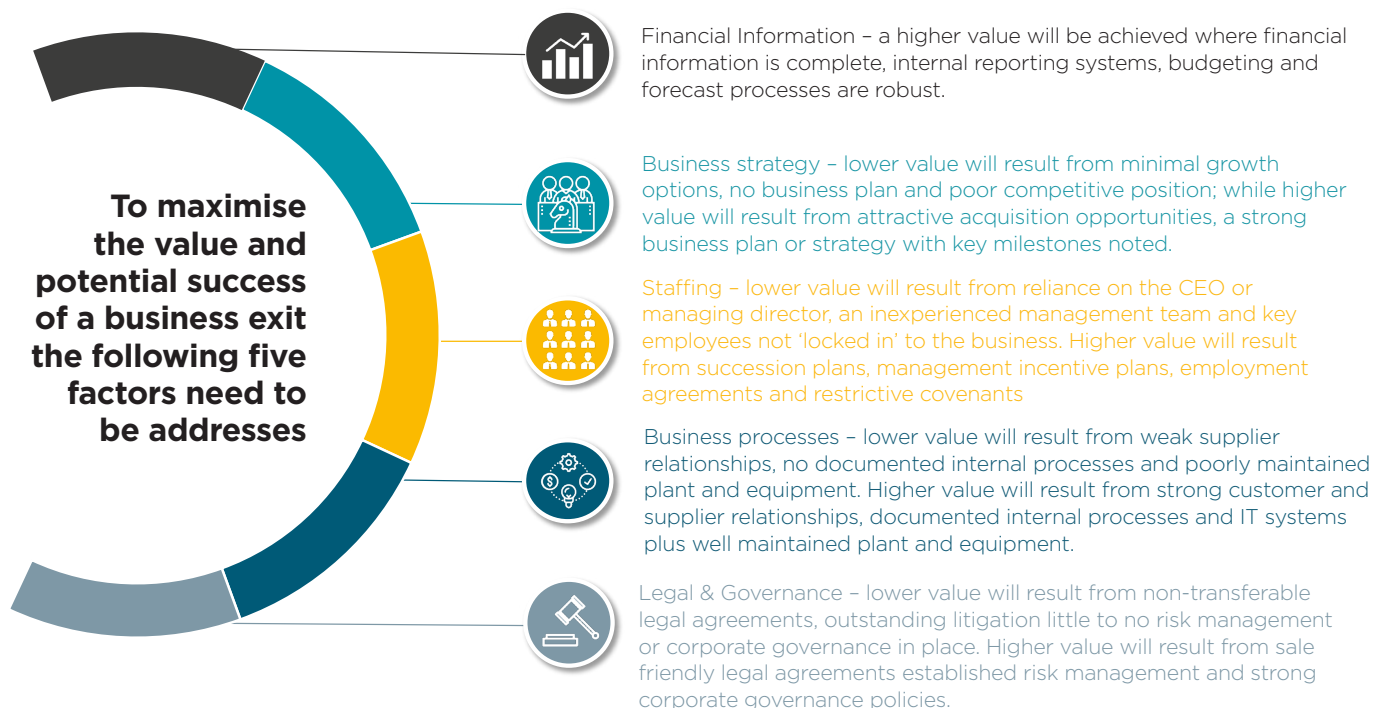 To maximise
the value and
potential success
of a business exit
the following five
factors need to
be addresses
Financial Information – a higher value will be achieved where financial
information is complete, internal reporting systems, budgeting and
forecast processes are robust.
Business strategy – lower value will result from minimal growth
options, no business plan and poor competitive position; while higher
value will result from attractive acquisition opportunities, a strong
business plan or strategy with key milestones noted.
Staffing – lower value will result from reliance on the CEO or
managing director, an inexperienced management team and key
employees not ‘locked in’ to the business. Higher value will result
from succession plans, management incentive plans, employment
agreements and restrictive covenants
Business processes – lower value will result from weak supplier
relationships, no documented internal processes and poorly maintained
plant and equipment. Higher value will result from strong customer and
supplier relationships, documented internal processes and IT systems
plus well maintained plant and equipment.
Legal & Governance – lower value will result from non-transferable
legal agreements, outstanding litigation little to no risk management
or corporate governance in place. Higher value will result from sale
friendly legal agreements established risk management and strong
corporate governance policies.